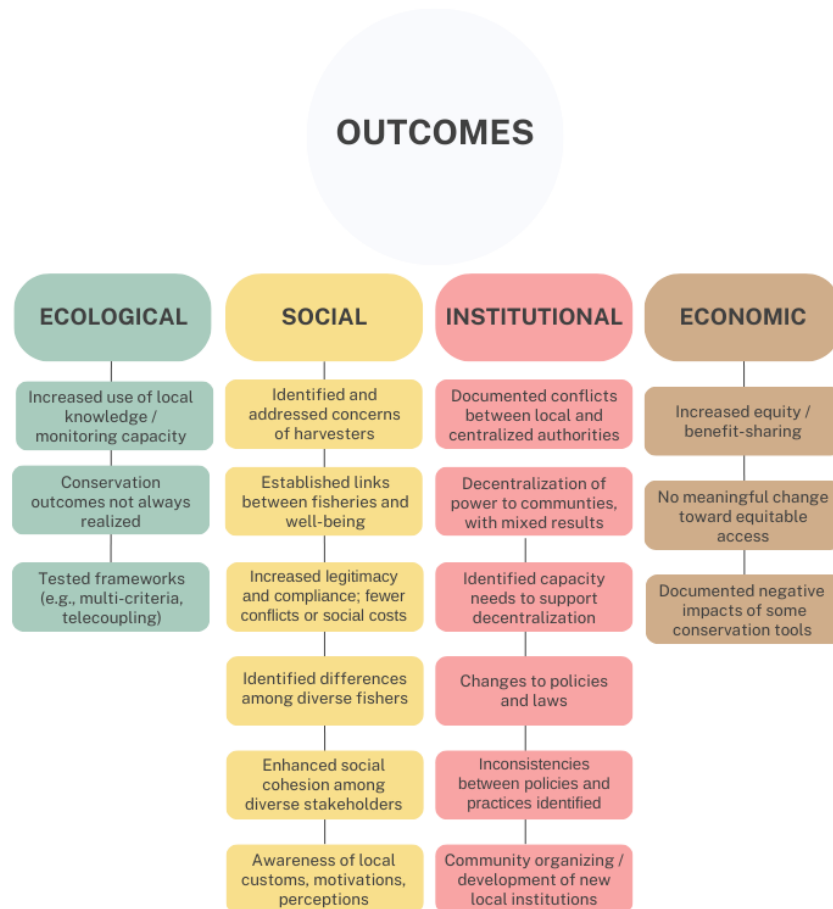 OUTCOMES
ECOLOGICAL
Increased use of local
knowledge /
monitoring capacity
Conservation
outcomes not always
realized
Tested frameworks
(e.g., multi-criteria,
telecoupling)
SOCIAL
Identified and
addressed concerns
of harvesters
Established links
between fisheries and
well-being
Increased legitimacy
and compliance; fewer
conflicts or social costs
Identified differences
among diverse fishers
Enhanced social
cohesion among
diverse stakeholders
Awareness of local
customs, motivations,
perceptions
INSTITUTIONAL
Documented conflicts
between local and
centralized authorities
Decentralization of
power to communties,
with mixed results
Identified capacity
needs to support
decentralization
Changes to policies
and laws
Inconsistencies
between policies and
practices identified
Community organizing /
development of new
local institutions
ECONOMIC
Increased equity /
benefit-sharing
No meaningful change
toward equitable
access
Documented negative
impacts of some
conservation tools